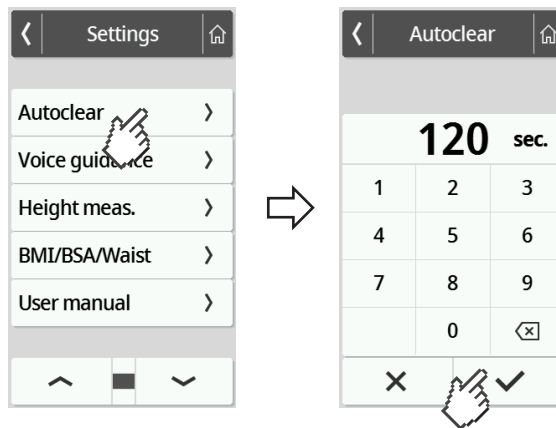 Settings
Autoclear
Voice guidance
Height meas.
BMI/BSA/Waist
User manual
Autoclear
120 sec.
1 2 3
4 5 6
7 8 9
0